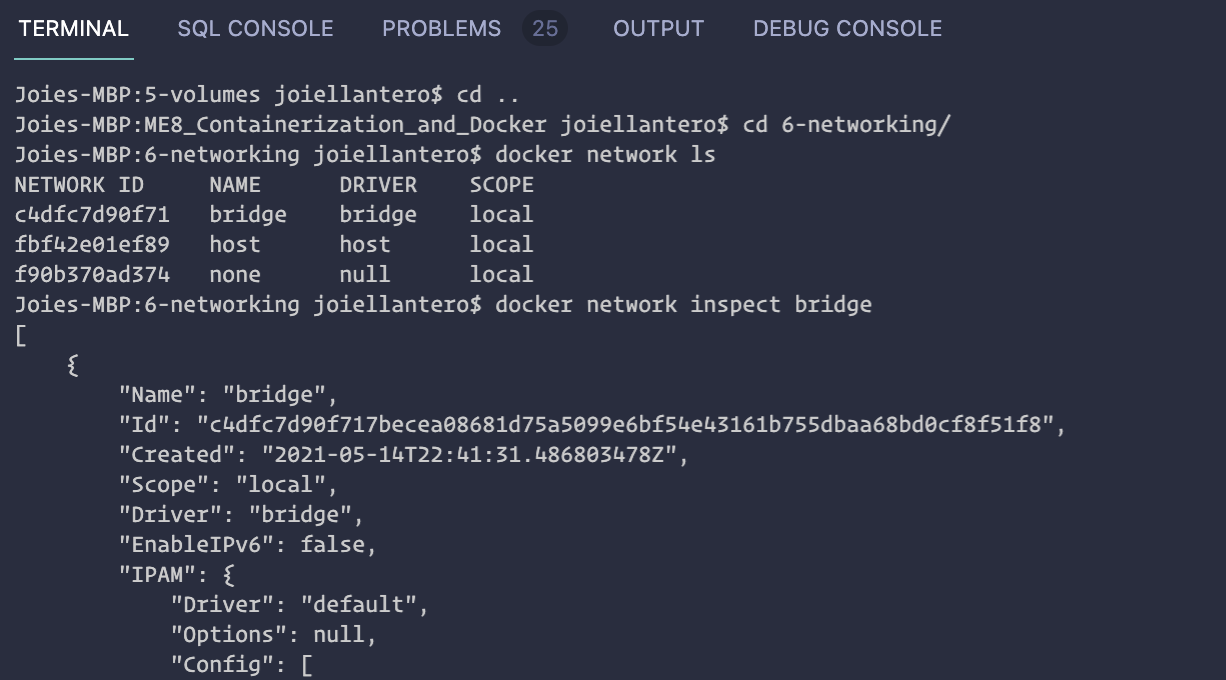 TERMINAL SQL CONSOLE PROBLEMS 25 OUTPUT DEBUG CONSOLE
Joies-MBP:5-volumes joiellantero$ cd ..
Joies-MBP:ME8_Containerization_and_Docker joiellantero$ cd 6-networking/
Joies-MBP:6-networking joiellantero$ docker network ls
NETWORK ID     NAME      DRIVER    SCOPE
c4dfc7d90f71   bridge    bridge    local
fbf42e01ef89   host      host      local
f90b370ad374   none      null      local
Joies-MBP:6-networking joiellantero$ docker network inspect bridge
[
    {
        "Name": "bridge",
        "Id": "c4dfc7d90f717becea08681d75a5099e6bf54e43161b755dbaa68bd0cf8f51f8",
        "Created": "2021-05-14T22:41:31.486803478Z",
        "Scope": "local",
        "Driver": "bridge",
        "EnableIPv6": false,
        "IPAM": {
            "Driver": "default",
            "Options": null,
            "Config": [